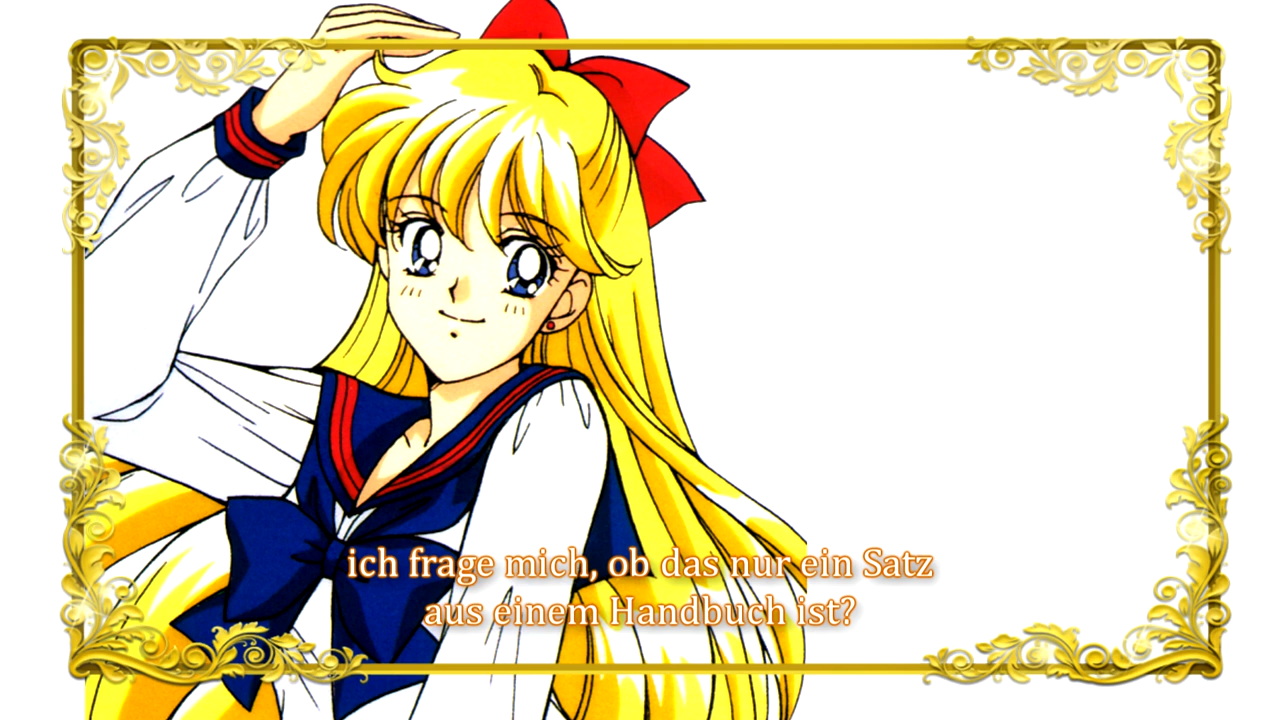 ich frage mich, ob das nur ein Satz
aus einem Handbuch ist?